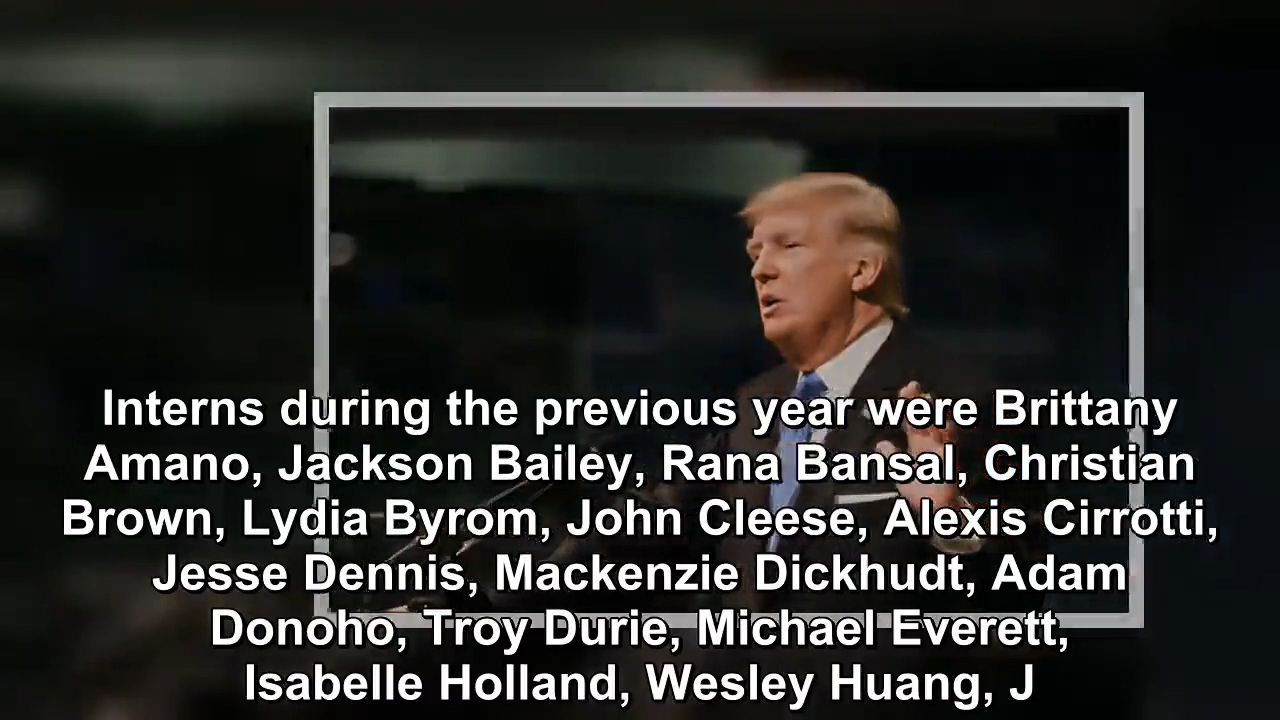 Interns during the previous year were Brittany
Amano, Jackson Bailey, Rana Bansal, Christian
Brown, Lydia Byrom, John Cleese, Alexis Cirrotti,
Jesse Dennis, Mackenzie Dickhudt, Adam
Donoho, Troy Durie, Michael Everett,
Isabelle Holland, Wesley Huang, J